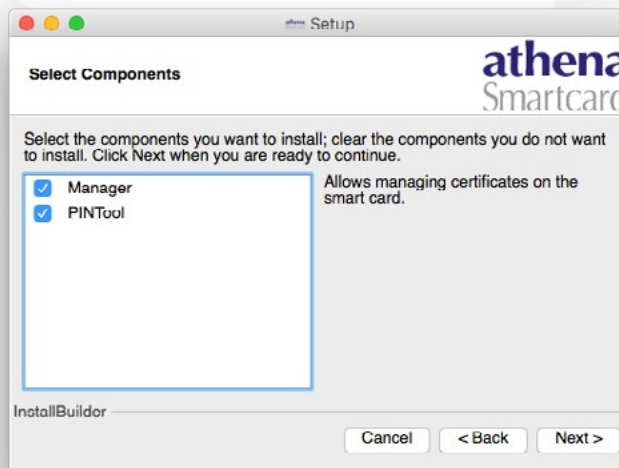 Setup
Select Components
athena
Smartcard
Select the components you want to install; clear the components you do not want
to install. Click Next when you are ready to continue.
Manager
PINTool
Allows managing certificates on the
smart card.
InstallBuilder
Cancel
< Back
Next >